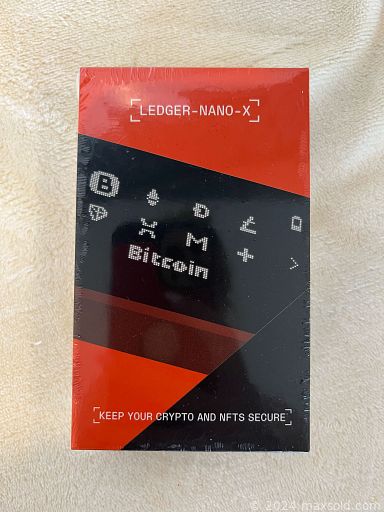 [LEDGER-NANO-X]
Bitcoin
[KEEP YOUR CRYPTO AND NFTS SECURE]
© 2024 maxsold.com